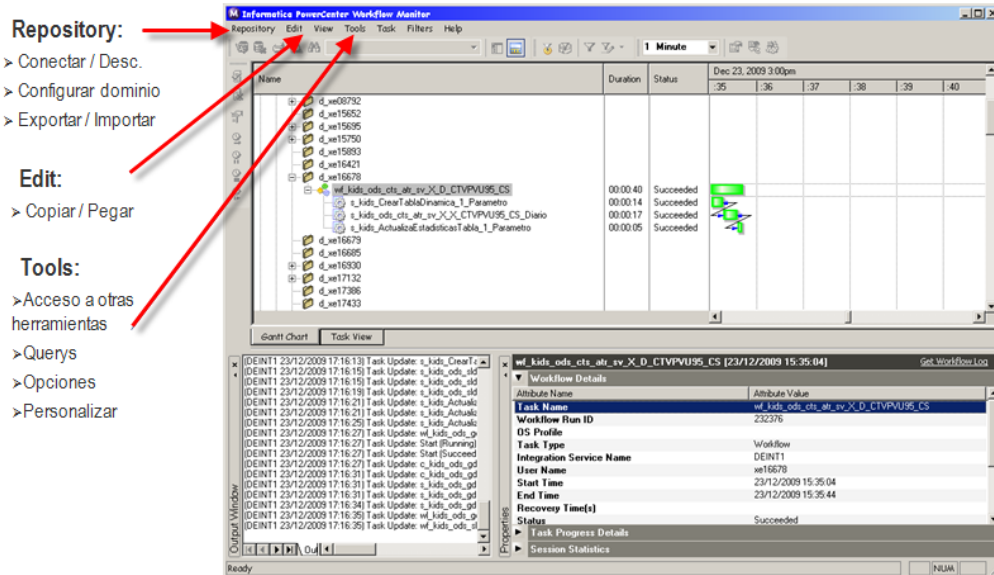 Repository:
> Conectar / Desc.
> Configurar dominio
> Exportar / Importar
Edit:
> Copiar / Pegar
Tools:
>Acceso a otras
herramientas
>Querys
>Opciones
>Personalizar
Informatica PowerCenter Workflow Monitor
Repository Edit View Tools Task Filters Help
1 Minute
Name Duration Status Dec 23, 2009 3:00pm
:35 :36 :37 :38 :39 :40
d_xe08792
d_xe15652
d_xe15695
d_xe15750
d_xe15893
d_xe16421
d_xe16678
wf_kids_ods_cts_atr_sv_X_D_CTVPVU95_CS 00:00:40 Succeeded
s_kids_CrearTablaDinamica_1_Parametro 00:00:14 Succeeded
s_kids_ods_cts_atr_sv_X_X_CTVPVU95_CS_Diario 00:00:17 Succeeded
s_kids_ActualizaEstadisticasTabla_1_Parametro 00:00:05 Succeeded
d_xe16679
d_xe16685
d_xe16930
d_xe17132
d_xe17386
d_xe17433
Gantt Chart Task View
(DEINT1 23/12/2009 17:16:13) Task Update: s_kids_CrearTa
(DEINT1 23/12/2009 17:16:15) Task Update: s_kids_ods_sld
(DEINT1 23/12/2009 17:16:15) Task Update: s_kids_ods_sld
(DEINT1 23/12/2009 17:16:19) Task Update: s_kids_ods_sld
(DEINT1 23/12/2009 17:16:21) Task Update: s_kids_Actualiz
(DEINT1 23/12/2009 17:16:21) Task Update: s_kids_Actualiz
(DEINT1 23/12/2009 17:16:25) Task Update: s_kids_Actualiz
(DEINT1 23/12/2009 17:16:27) Task Update: wf_kids_ods_g
(DEINT1 23/12/2009 17:16:27) Task Update: Start (Running)
(DEINT1 23/12/2009 17:16:27) Task Update: Start (Succeed
(DEINT1 23/12/2009 17:16:27) Task Update: c_kids_ods_gd
(DEINT1 23/12/2009 17:16:31) Task Update: c_kids_ods_gd
(DEINT1 23/12/2009 17:16:31) Task Update: s_kids_ods_gd
(DEINT1 23/12/2009 17:16:34) Task Update: s_kids_ods_gd
(DEINT1 23/12/2009 17:16:35) Task Update: wf_kids_ods_g
(DEINT1 23/12/2009 17:16:35) Task Update: wf_kids_ods_sl
Output Window
wf_kids_ods_cts_atr_sv_X_D_CTVPVU95_CS [23/12/2009 15:35:04] Get Workflow Log
Workflow Details
Attribute Name Attribute Value
Task Name wf_kids_ods_cts_atr_sv_X_D_CTVPVU95_CS
Workflow Run ID 232376
OS Profile
Task Type Workflow
Integration Service Name DEINT1
User Name xe16678
Start Time 23/12/2009 15:35:04
End Time 23/12/2009 15:35:44
Recovery Time(s)
Status Succeeded
Task Progress Details
Session Statistics
Properties
Ready NUM